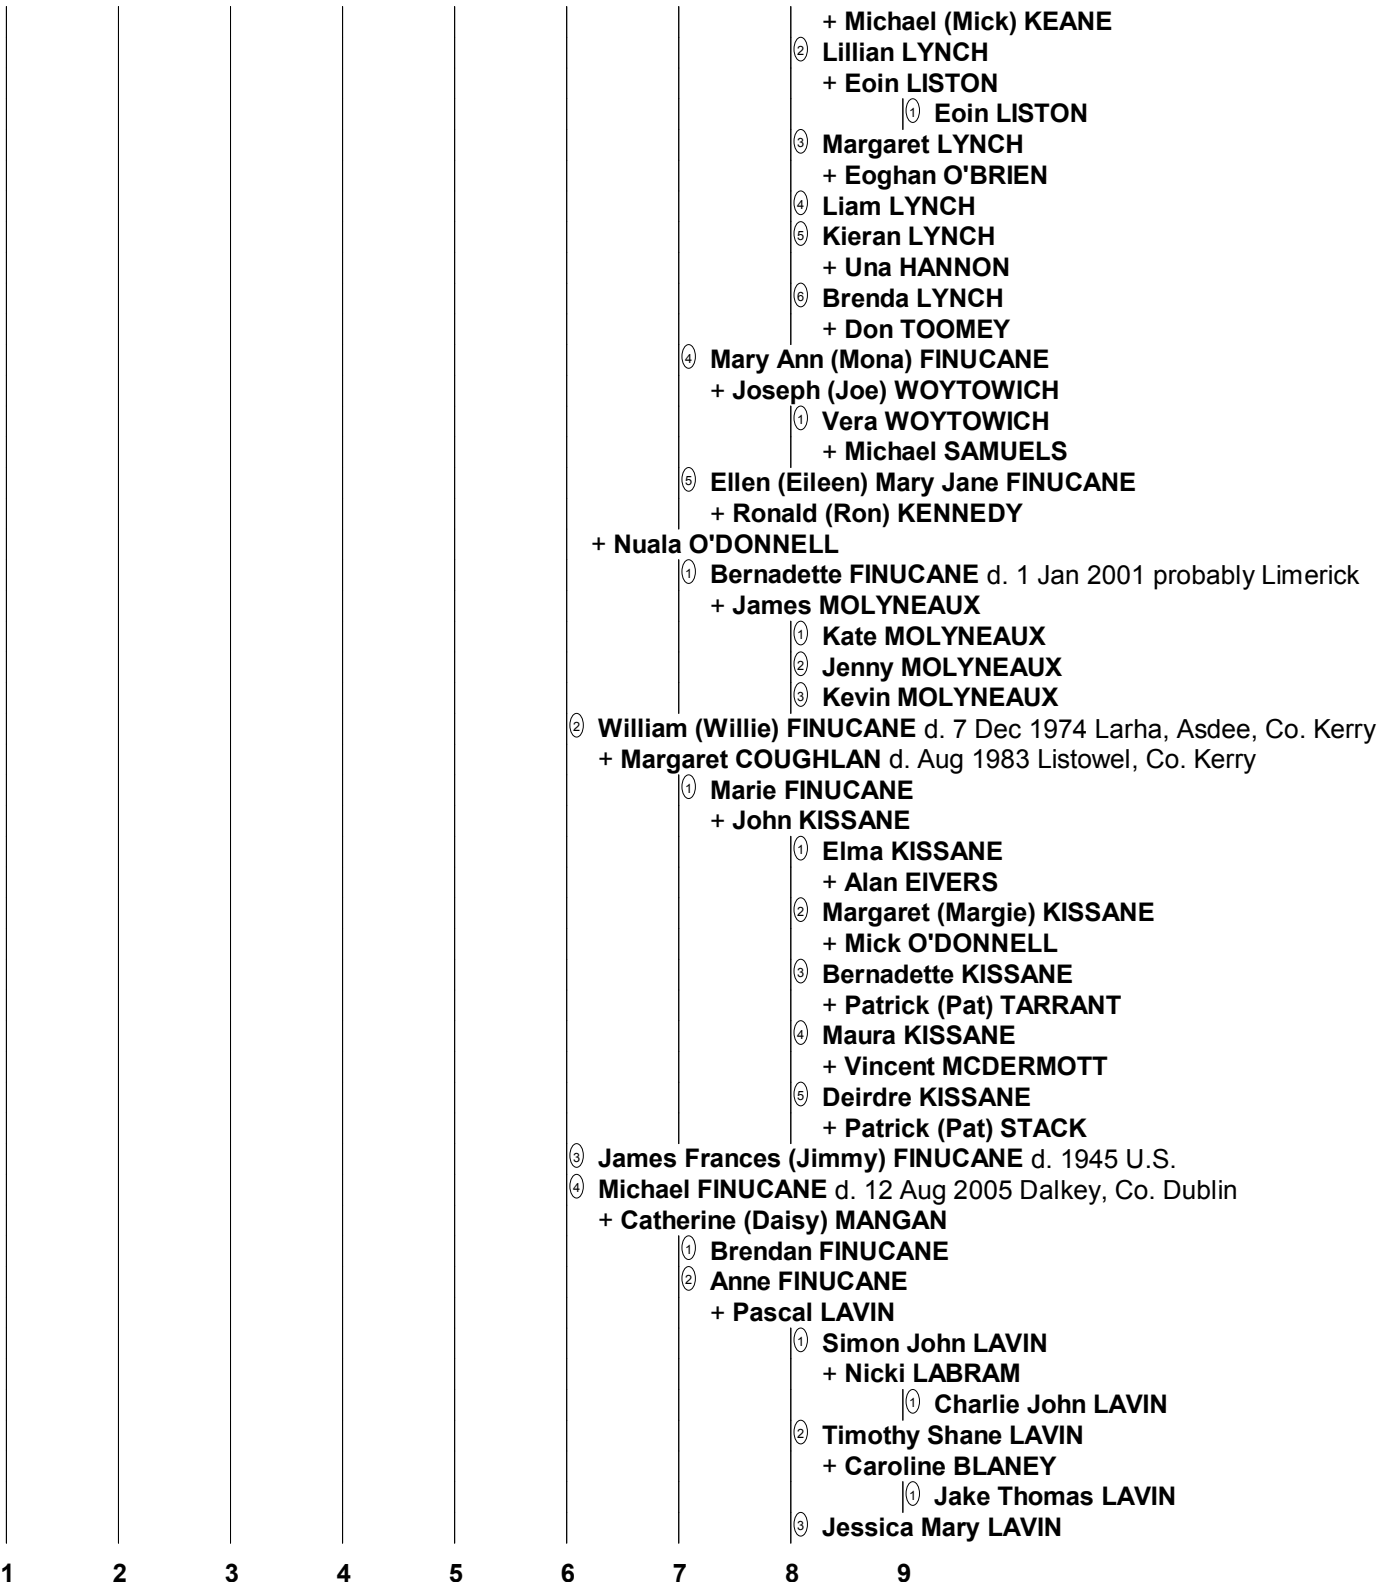 + Michael (Mick) KEANE
2 Lillian LYNCH
+ Eoin LISTON
1 Eoin LISTON
3 Margaret LYNCH
+ Eoghan O'BRIEN
4 Liam LYNCH
5 Kieran LYNCH
+ Una HANNON
6 Brenda LYNCH
+ Don TOOMEY
4 Mary Ann (Mona) FINUCANE
+ Joseph (Joe) WOYTOWICH
1 Vera WOYTOWICH
+ Michael SAMUELS
5 Ellen (Eileen) Mary Jane FINUCANE
+ Ronald (Ron) KENNEDY
+ Nuala O'DONNELL
1 Bernadette FINUCANE d. 1 Jan 2001 probably Limerick
+ James MOLYNEAUX
1 Kate MOLYNEAUX
2 Jenny MOLYNEAUX
3 Kevin MOLYNEAUX
2 William (Willie) FINUCANE d. 7 Dec 1974 Larha, Asdee, Co. Kerry
+ Margaret COUGHLAN d. Aug 1983 Listowel, Co. Kerry
1 Marie FINUCANE
+ John KISSANE
1 Elma KISSANE
+ Alan EIVERS
2 Margaret (Margie) KISSANE
+ Mick O'DONNELL
3 Bernadette KISSANE
+ Patrick (Pat) TARRANT
4 Maura KISSANE
+ Vincent MCDERMOTT
5 Deirdre KISSANE
+ Patrick (Pat) STACK
3 James Frances (Jimmy) FINUCANE d. 1945 U.S.
4 Michael FINUCANE d. 12 Aug 2005 Dalkey, Co. Dublin
+ Catherine (Daisy) MANGAN
1 Brendan FINUCANE
2 Anne FINUCANE
+ Pascal LAVIN
1 Simon John LAVIN
+ Nicki LABRAM
1 Charlie John LAVIN
2 Timothy Shane LAVIN
+ Caroline BLANEY
1 Jake Thomas LAVIN
3 Jessica Mary LAVIN
1 2 3 4 5 6 7 8 9